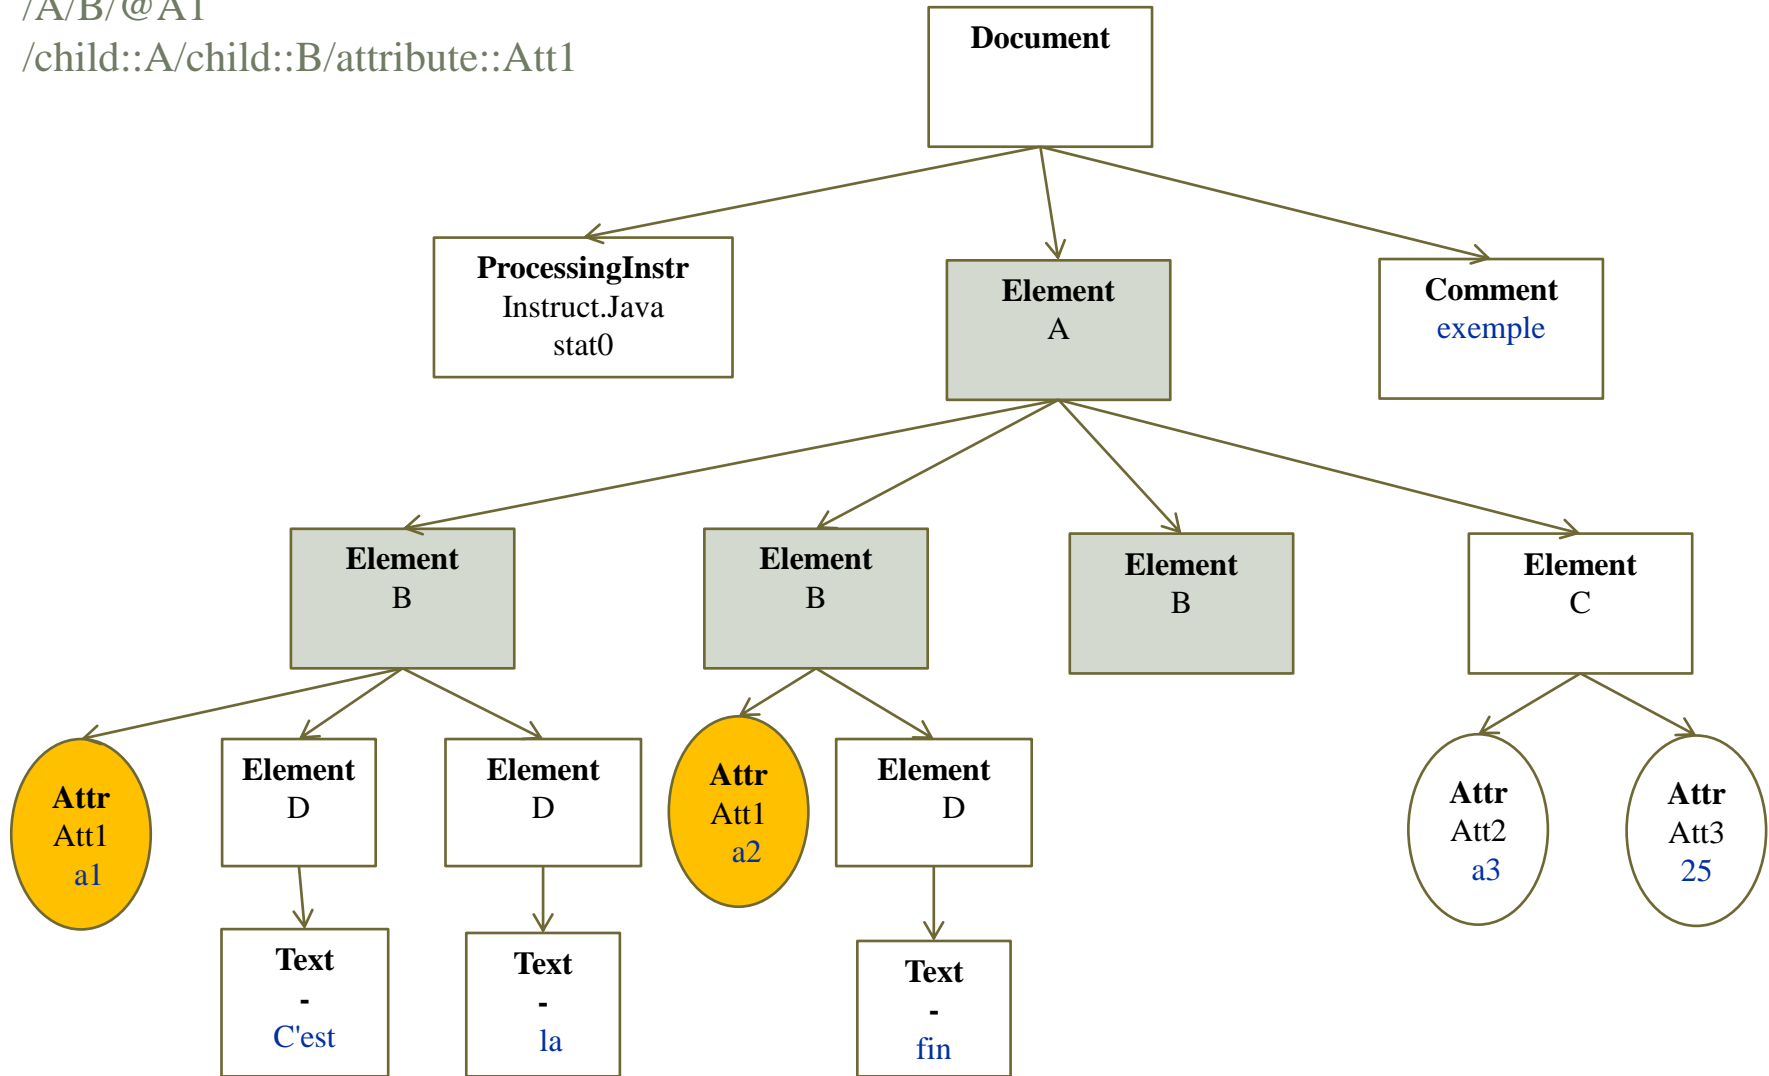 /A/B/@A1
/child::A/child::B/attribute::Att1
Document
ProcessingInstr
Instruct.Java
stat0
Element
A
Comment
exemple
Element
B
Element
B
Element
B
Element
C
Attr
Att1
a1
Element
D
Element
D
Attr
Att1
a2
Element
D
Attr
Att2
a3
Attr
Att3
25
Text
-
C'est
Text
-
la
Text
-
fin